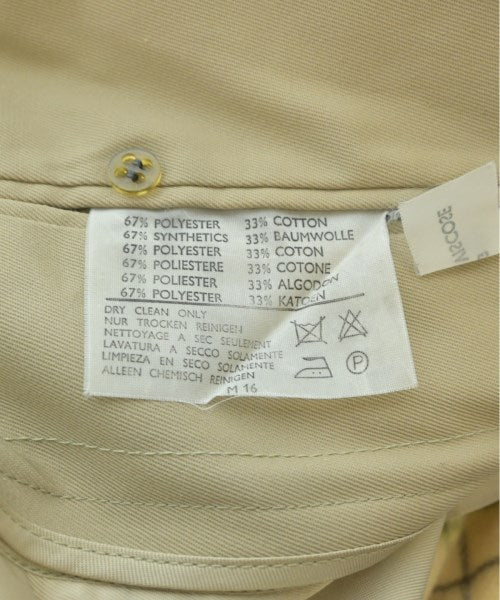 67% POLYESTER 33% COTTON
67% SYNTHETICS 33% BAUMWOLLE
67% POLYESTER 33% COTON
67% POLIESTERE 33% COTONE
67% POLIESTER 33% ALGODON
67% POLYESTER 33% KATOEN
DRY CLEAN ONLY
NUR TROCKEN REINIGEN
NETTOYAGE A SEC SEULEMENT
LAVATURA A SECCO SOLAMENTE
LIMPIEZA EN SECO SOLAMENTE
ALLEEN CHEMISCH REINIGEN
M 16
P
VISCOSE